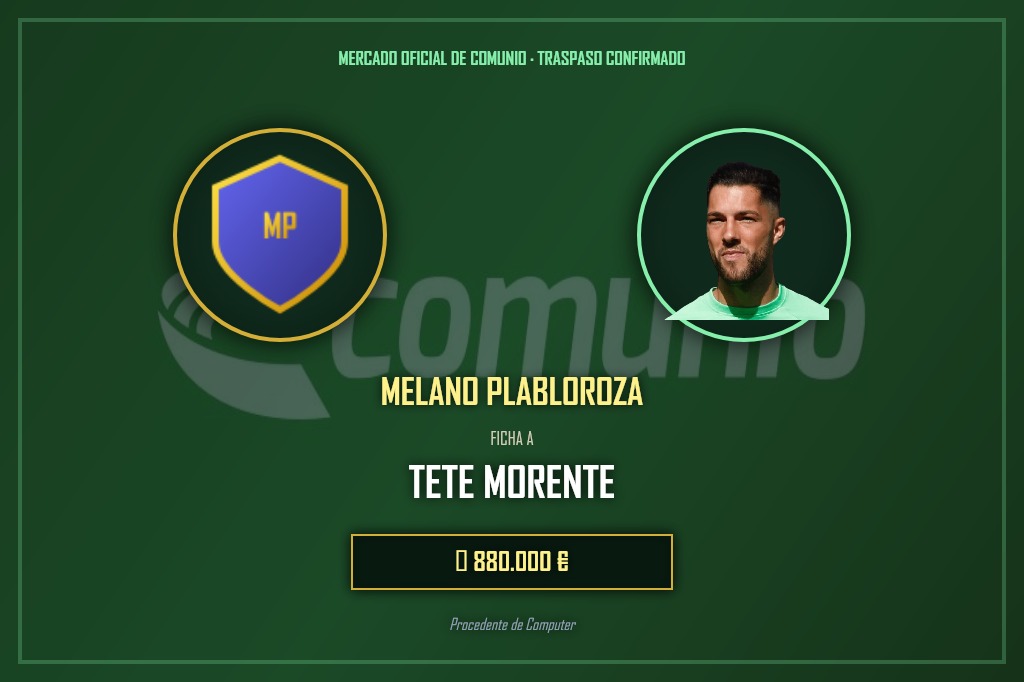 MERCADO OFICIAL DE COMUNIO · TRASPASO CONFIRMADO
MP
comunio
MELANO PLABLOROZA
FICHA A
TETE MORENTE
880.000 €
Procedente de Computer